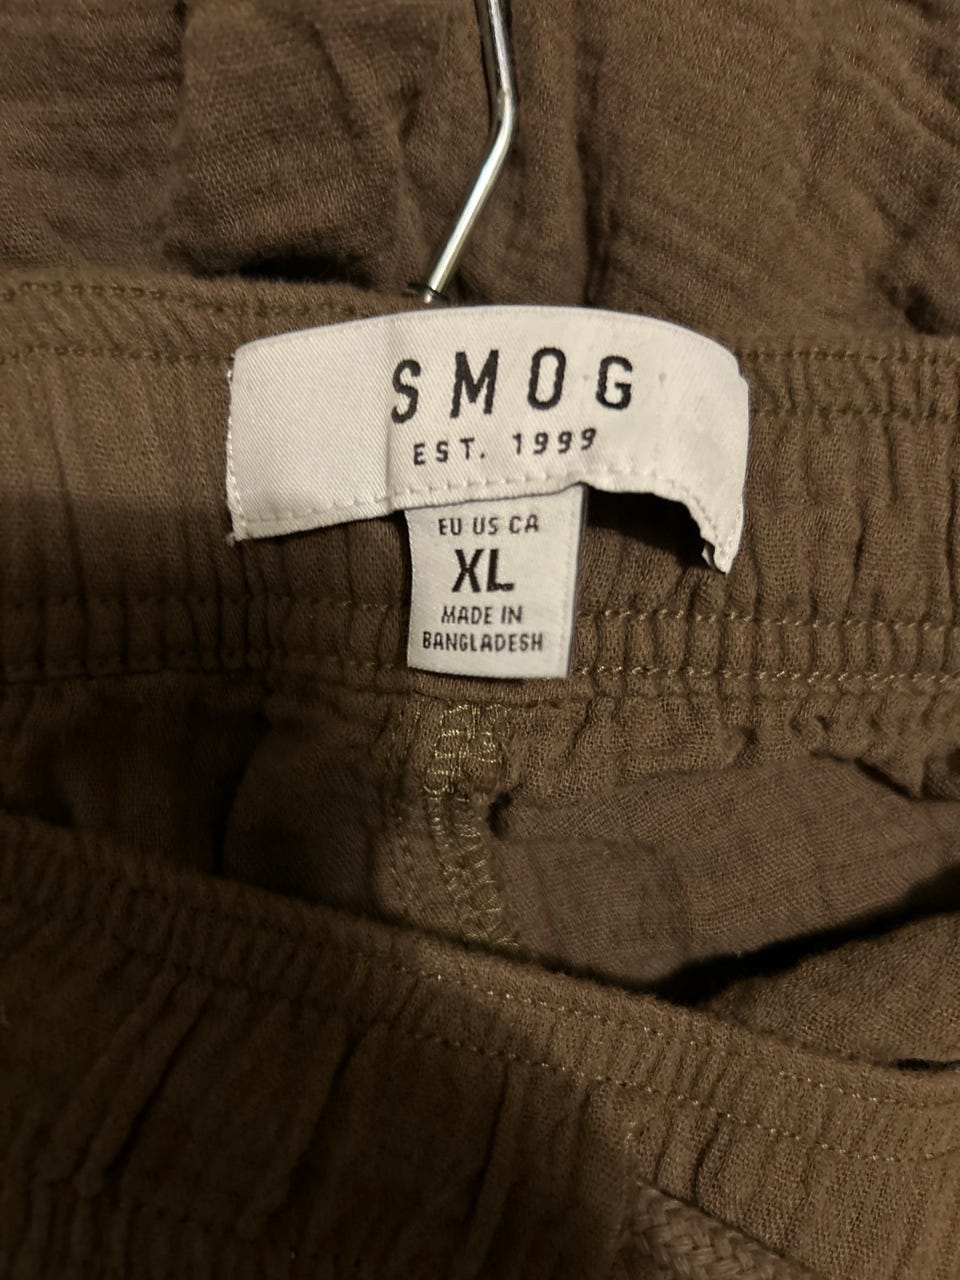 SMOG
EST. 1999
EU US CA
XL
MADE IN
BANGLADESH